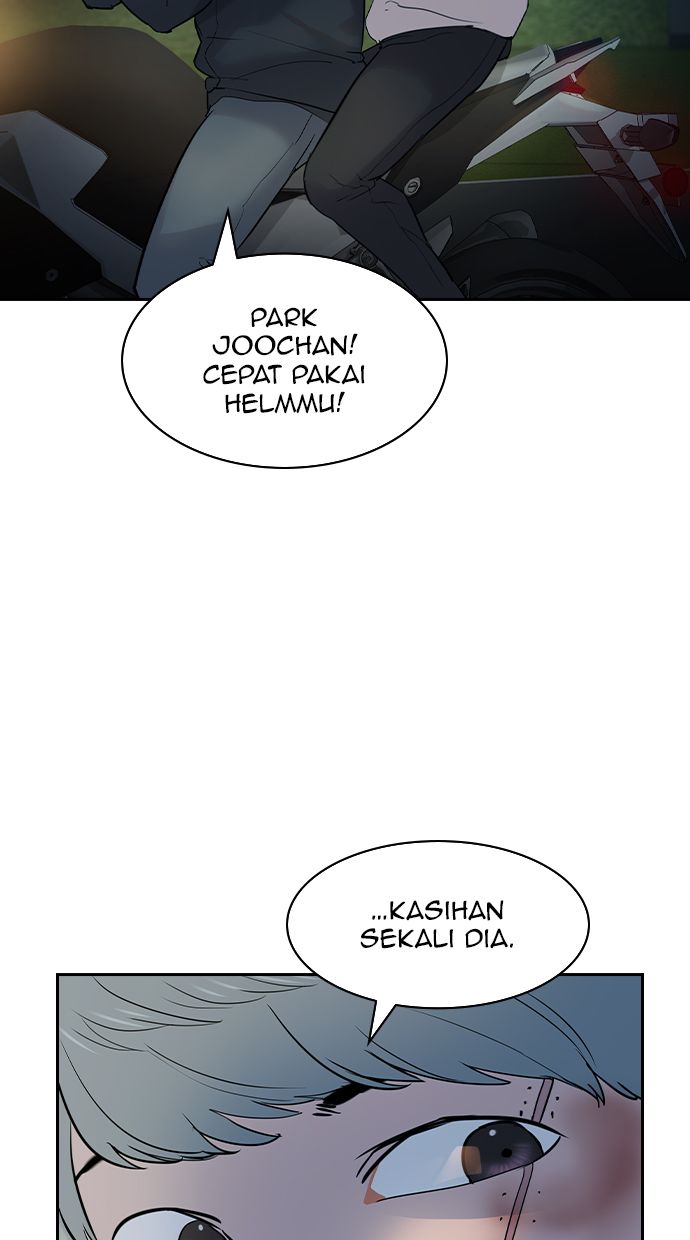 PARK
JOOCHAN!
CEPAT PAKAI
HELMMU!
...KASIHAN
SEKALI DIA.